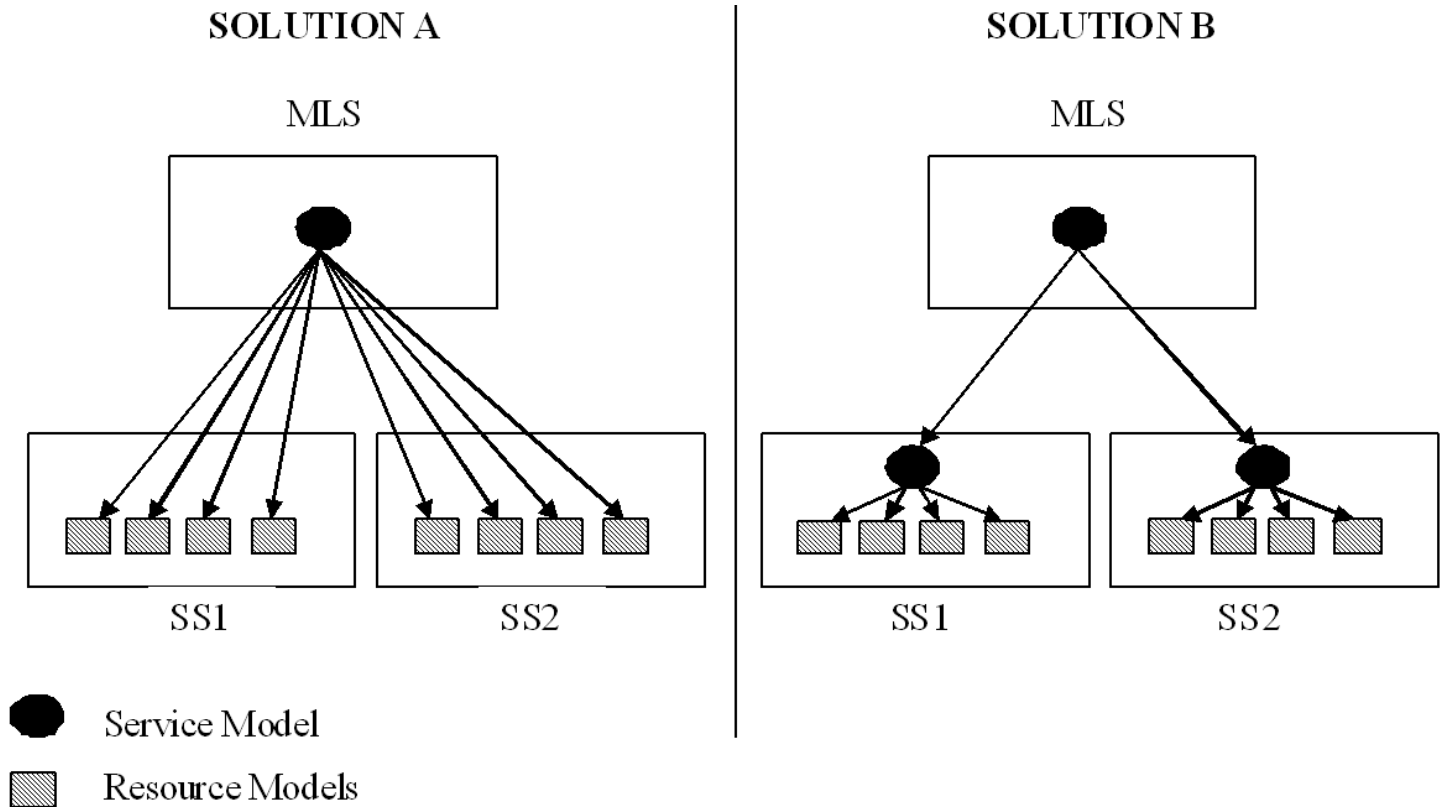 SOLUTION A
MLS
SS1
SS2
SOLUTION B
MLS
SS1
SS2
Service Model
Resource Models